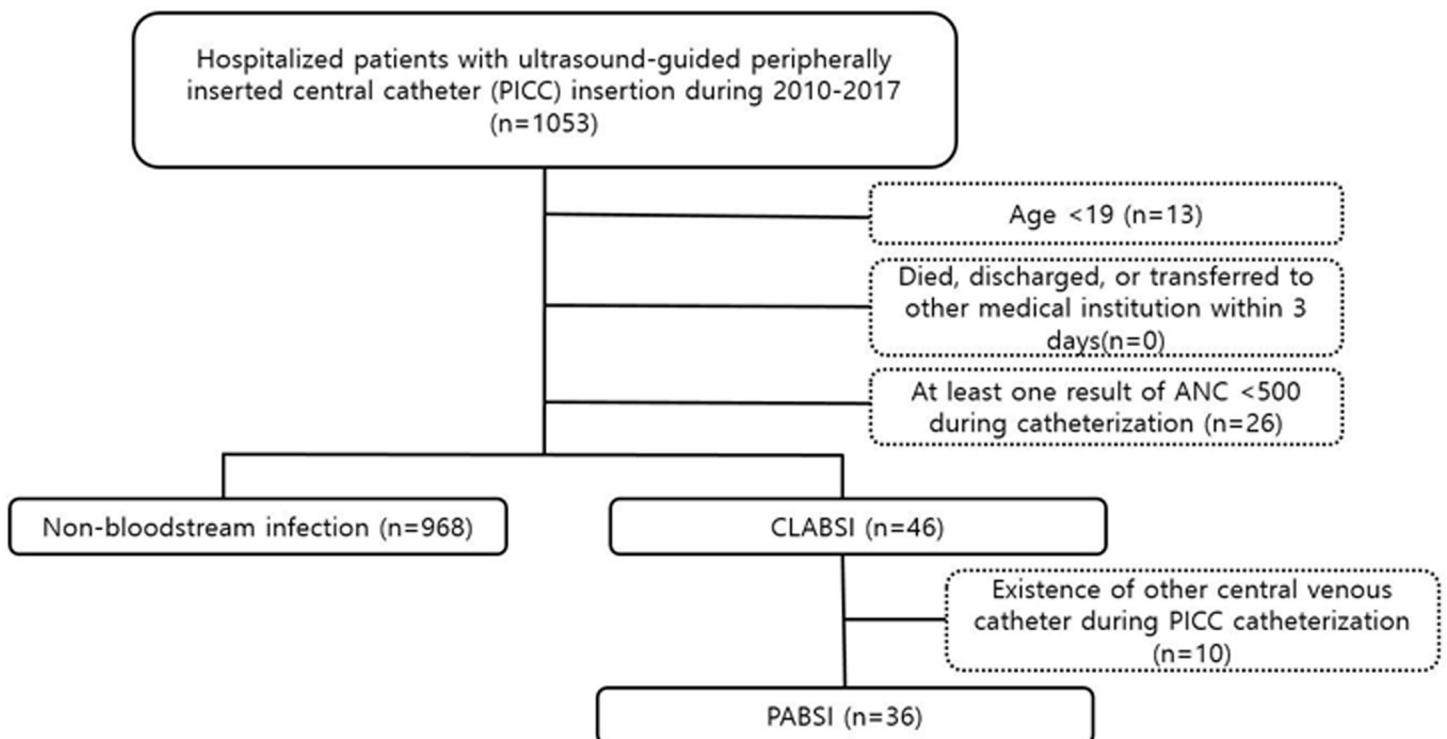 Hospitalized patients with ultrasound-guided peripherally
inserted central catheter (PICC) insertion during 2010-2017
(n=1053)
Age <19 (n=13)
Died, discharged, or transferred to
other medical institution within 3
days(n=0)
At least one result of ANC <500
during catheterization (n=26)
Non-bloodstream infection (n=968)
CLABSI (n=46)
Existence of other central venous
catheter during PICC catheterization
(n=10)
PABSI (n=36)